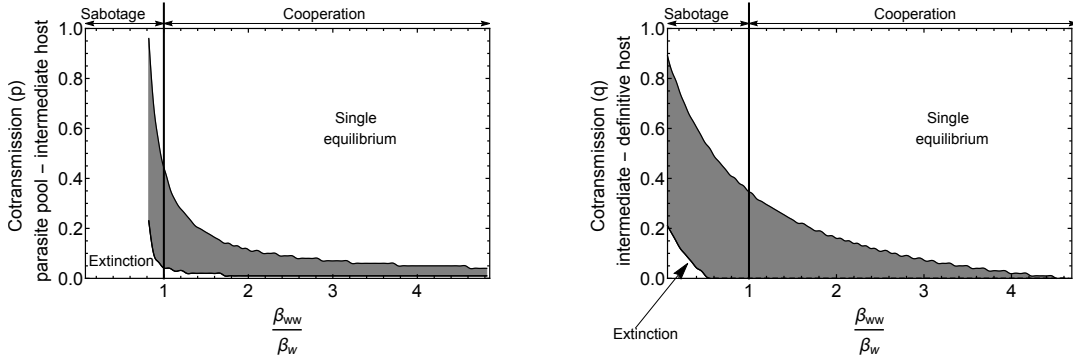 Sabotage Cooperation
1.0
0.8
0.6
0.4
0.2
0.0
Cotransmission (p)
parasite pool − intermediate host
Single
equilibrium
Extinction
1 2 3 4
βww
βw
Sabotage Cooperation
1.0
0.8
0.6
0.4
0.2
0.0
Cotransmission (q)
intermediate − definitive host
Single
equilibrium
1 2 3 4
Extinction
βww
βw